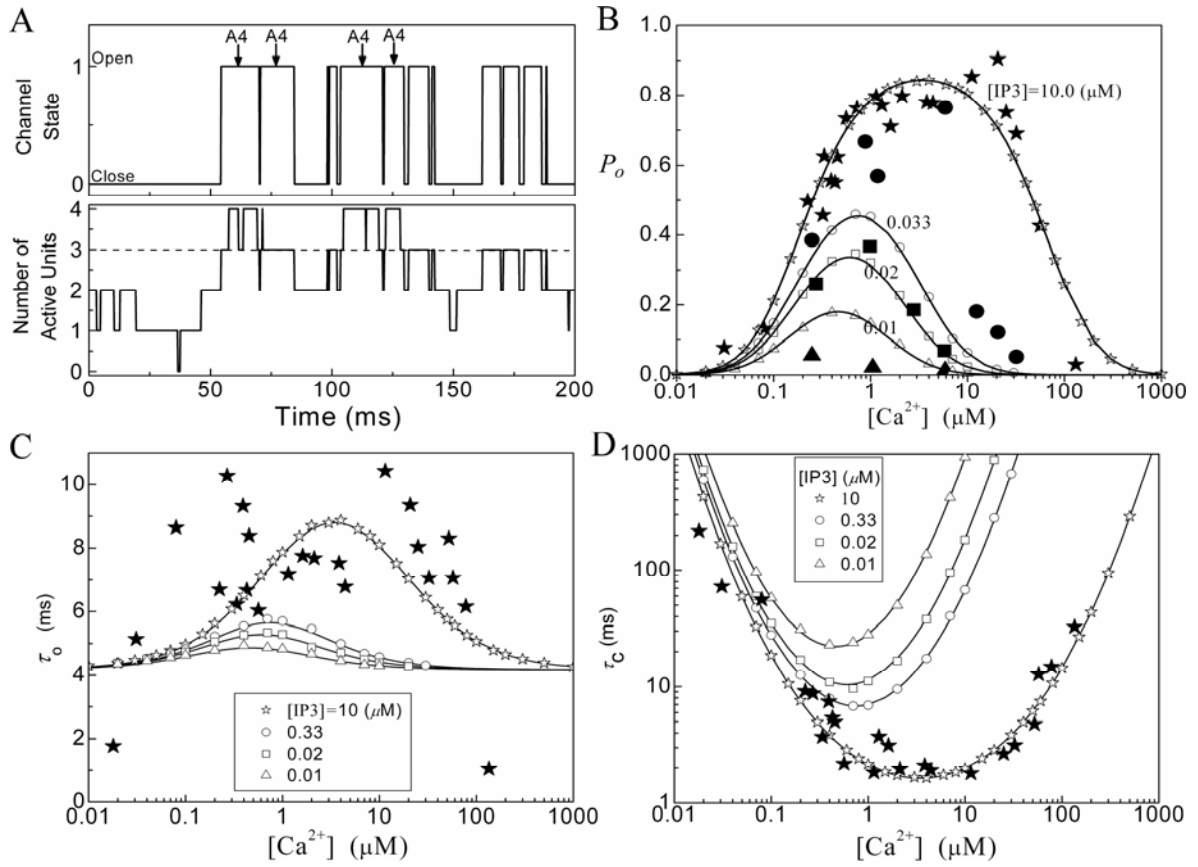 A
Channel
State
Open
1
Close
0
A4 A4 A4 A4
Number of
Active Units
4
3
2
1
0
0 50 100 150 200
Time (ms)
B
P_o
1.0
0.8
0.6
0.4
0.2
0.0
[IP3]=10.0 (μM)
0.033
0.02
0.01
0.01 0.1 1 10 100 1000
[Ca²⁺] (μM)
C
τ_o (ms)
10
8
6
4
2
0
[IP3]=10 (μM)
0.33
0.02
0.01
0.01 0.1 1 10 100 1000
[Ca²⁺] (μM)
D
τ_C (ms)
1000
100
10
1
[IP3] (μM)
10
0.33
0.02
0.01
0.01 0.1 1 10 100 1000
[Ca²⁺] (μM)